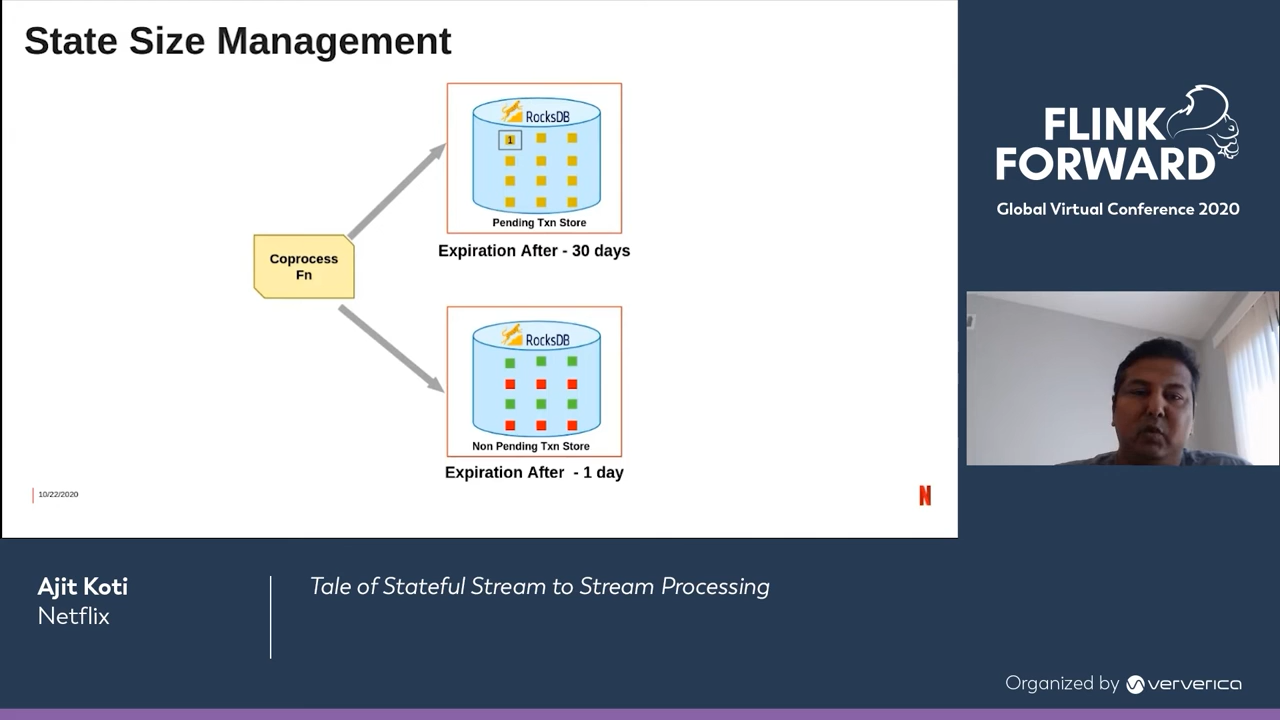 State Size Management
RocksDB
1
Pending Txn Store
Expiration After - 30 days
Coprocess
Fn
RocksDB
Non Pending Txn Store
Expiration After - 1 day
10/22/2020
N
FLINK
FORWARD
Global Virtual Conference 2020
Ajit Koti
Netflix
Tale of Stateful Stream to Stream Processing
Organized by ververica